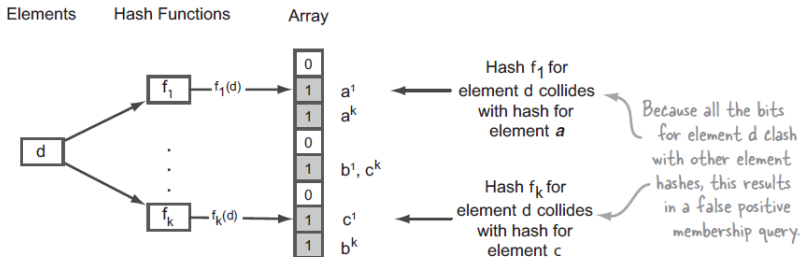 Elements Hash Functions Array
0
f₁ f₁(d) 1 a¹
1 aᵏ
d
0
1 b¹, cᵏ
0
fₖ fₖ(d) 1 c¹
1 bᵏ
Hash f₁ for
element d collides
with hash for
element a
Hash fₖ for
element d collides
with hash for
element c
Because all the bits
for element d clash
with other element
hashes, this results
in a false positive
membership query.